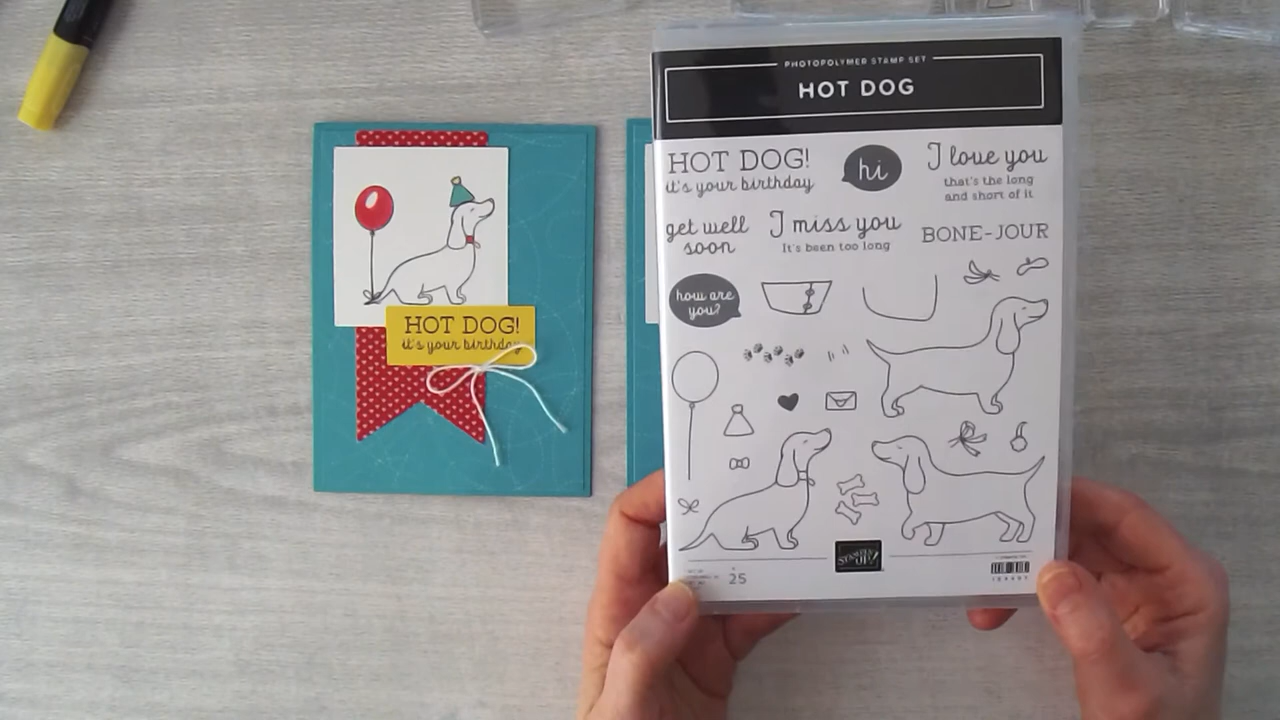 HOT DOG!
it's your birthday
PHOTOPOLYMER STAMP SET
HOT DOG
HOT DOG!
it's your birthday
hi
I love you
that's the long
and short of it
get well
soon
I miss you
It's been too long
BONE-JOUR
how are
you?
STAMPIN' UP!
25